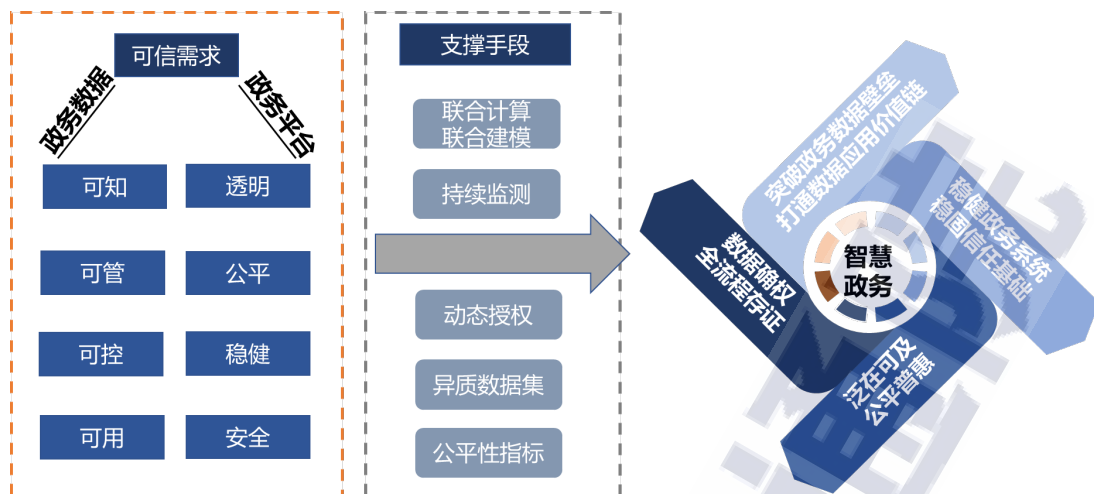 可信需求
政务数据
政务平台
可知
透明
可管
公平
可控
稳健
可用
安全
支撑手段
联合计算
联合建模
持续监测
动态授权
异质数据集
公平性指标
突破政务数据壁垒
打通数据应用价值链
稳健政务系统
稳固信任基础
数据确权
全流程存证
智慧
政务
泛在可及
公平普惠